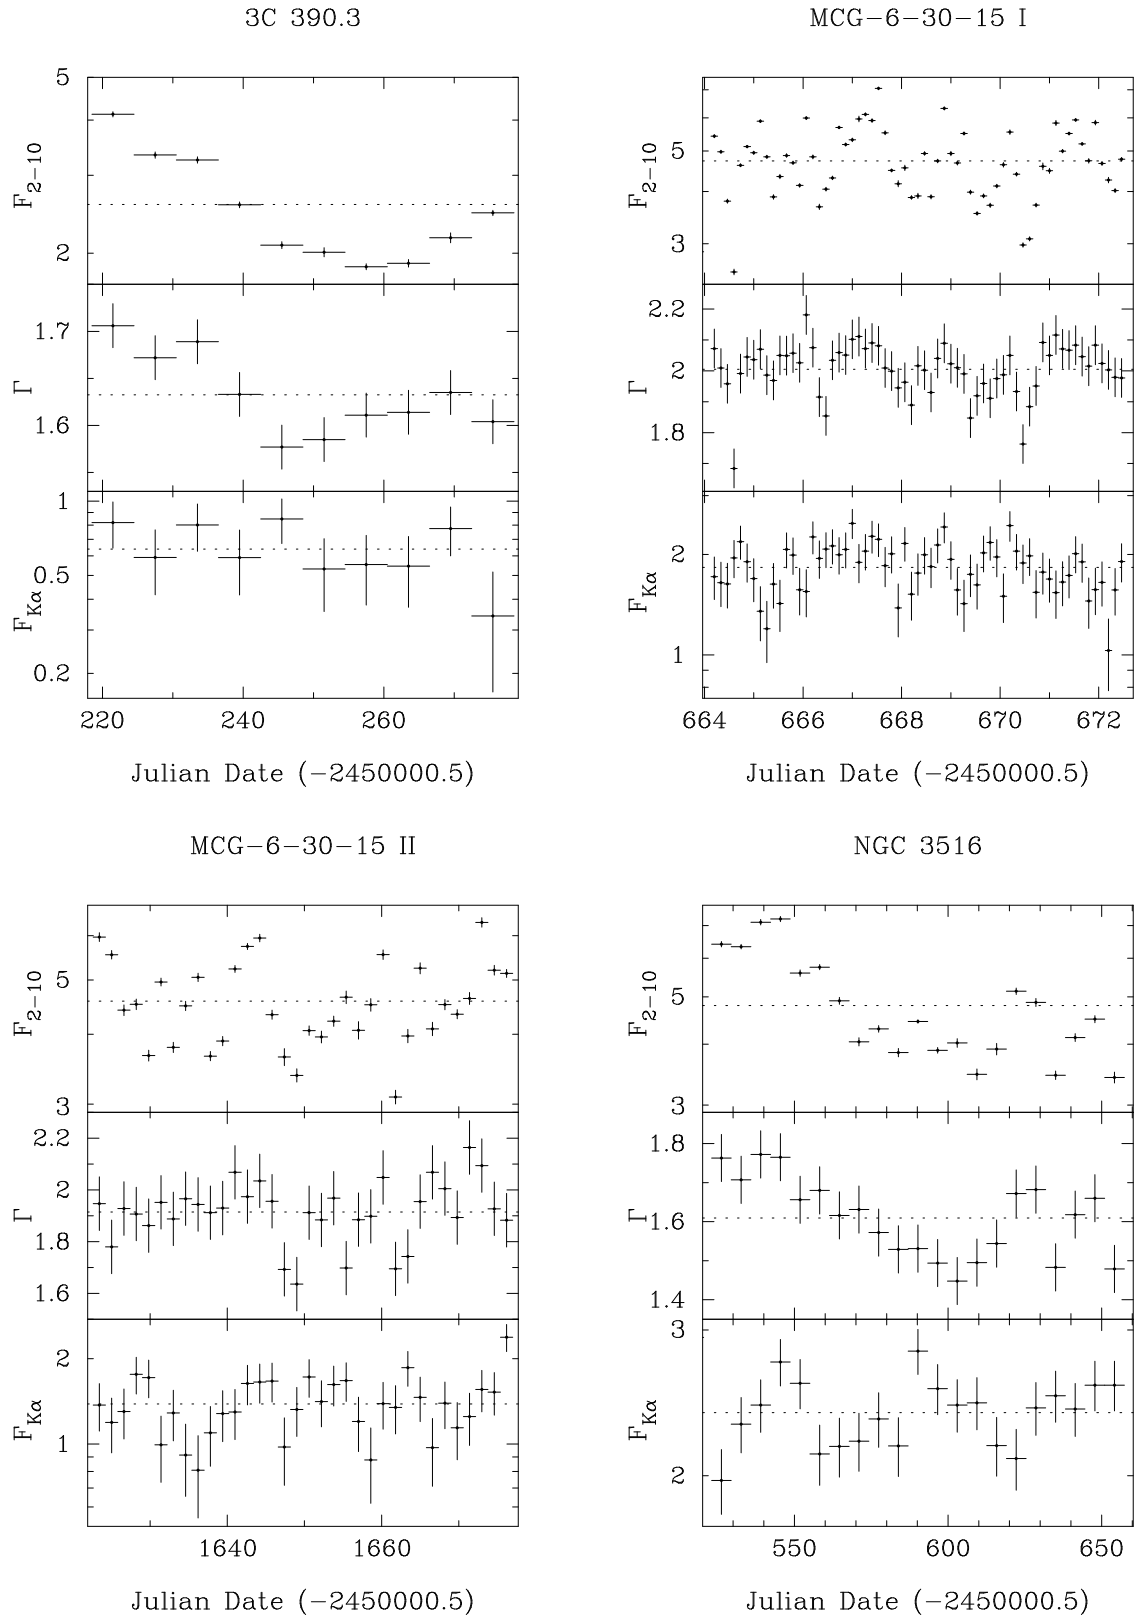 3C 390.3
5
2
F2−10
1.7
1.6
Γ
1
0.5
0.2
FKα
220 240 260
Julian Date (−2450000.5)
MCG−6−30−15 I
5
3
F2−10
2.2
2
1.8
Γ
2
1
FKα
664 666 668 670 672
Julian Date (−2450000.5)
MCG−6−30−15 II
5
3
F2−10
2.2
2
1.8
1.6
Γ
2
1
FKα
1640 1660
Julian Date (−2450000.5)
NGC 3516
5
3
F2−10
1.8
1.6
1.4
Γ
3
2
FKα
550 600 650
Julian Date (−2450000.5)